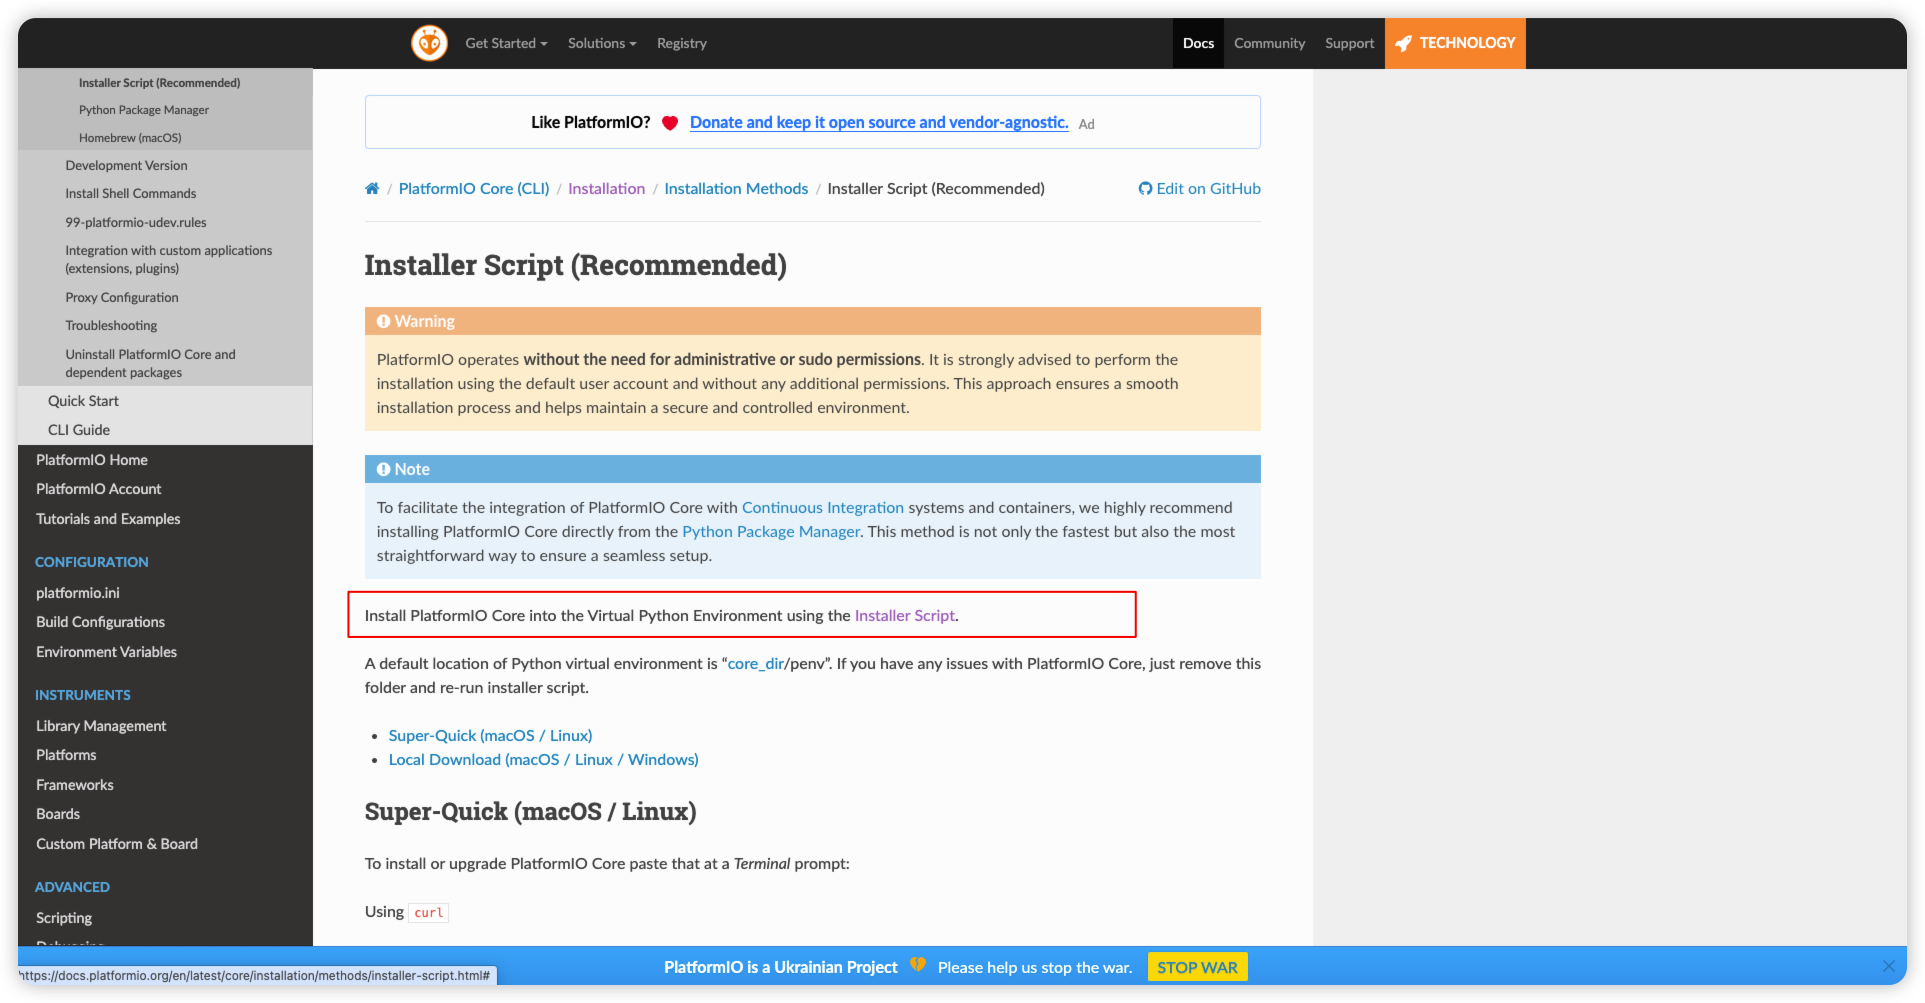 Get Started
Solutions
Registry
Docs
Community
Support
TECHNOLOGY
Installer Script (Recommended)
Python Package Manager
Homebrew (macOS)
Development Version
Install Shell Commands
99-platformio-udev.rules
Integration with custom applications
(extensions, plugins)
Proxy Configuration
Troubleshooting
Uninstall PlatformIO Core and
dependent packages
Quick Start
CLI Guide
PlatformIO Home
PlatformIO Account
Tutorials and Examples
CONFIGURATION
platformio.ini
Build Configurations
Environment Variables
INSTRUMENTS
Library Management
Platforms
Frameworks
Boards
Custom Platform & Board
ADVANCED
Scripting
Debugging
https://docs.platformio.org/en/latest/core/installation/methods/installer-script.html#
Like PlatformIO? Donate and keep it open source and vendor-agnostic. Ad
/ PlatformIO Core (CLI) / Installation / Installation Methods / Installer Script (Recommended)
Edit on GitHub
Installer Script (Recommended)
Warning
PlatformIO operates without the need for administrative or sudo permissions. It is strongly advised to perform the
installation using the default user account and without any additional permissions. This approach ensures a smooth
installation process and helps maintain a secure and controlled environment.
Note
To facilitate the integration of PlatformIO Core with Continuous Integration systems and containers, we highly recommend
installing PlatformIO Core directly from the Python Package Manager. This method is not only the fastest but also the most
straightforward way to ensure a seamless setup.
Install PlatformIO Core into the Virtual Python Environment using the Installer Script.
A default location of Python virtual environment is “core_dir/penv”. If you have any issues with PlatformIO Core, just remove this
folder and re-run installer script.
• Super-Quick (macOS / Linux)
• Local Download (macOS / Linux / Windows)
Super-Quick (macOS / Linux)
To install or upgrade PlatformIO Core paste that at a Terminal prompt:
Using curl
PlatformIO is a Ukrainian Project Please help us stop the war. STOP WAR